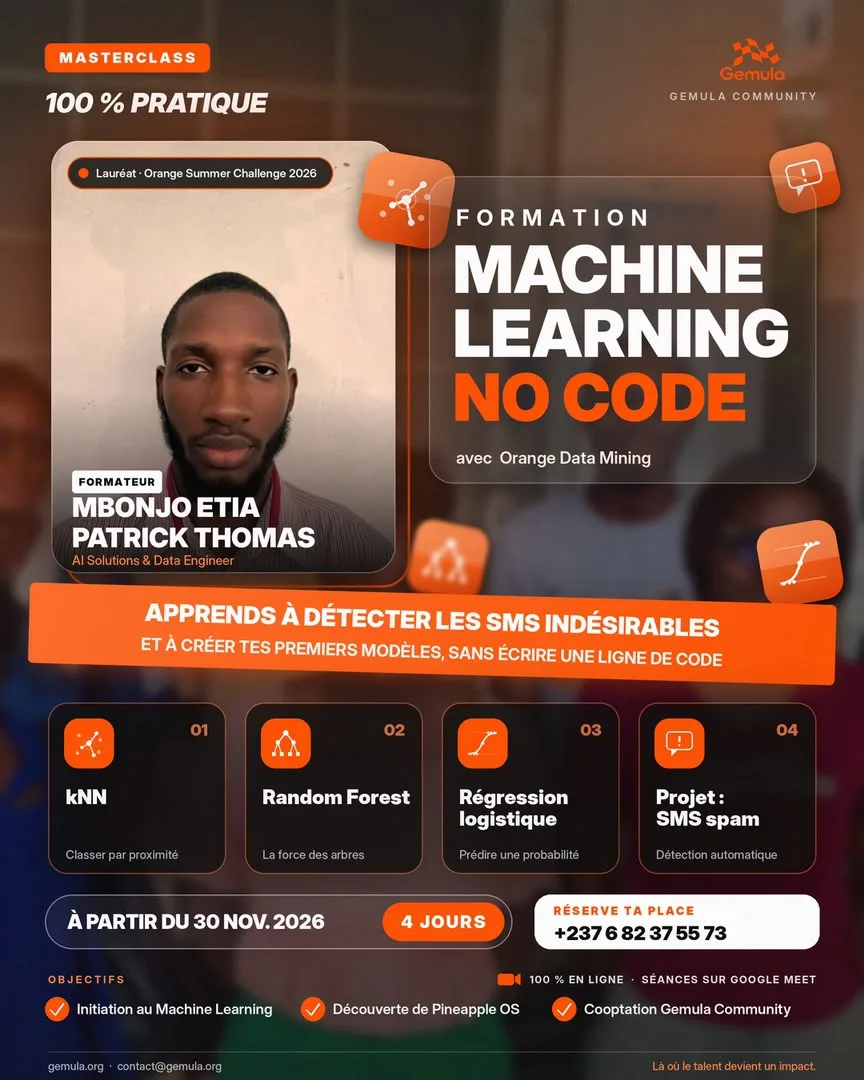 MASTERCLASS
100 % PRATIQUE
Gemula
GEMULA COMMUNITY
Lauréat · Orange Summer Challenge 2026
FORMATEUR
MBONJO ETIA
PATRICK THOMAS
AI Solutions & Data Engineer
FORMATION
MACHINE
LEARNING
NO CODE
avec Orange Data Mining
APPRENDS À DÉTECTER LES SMS INDÉSIRABLES
ET À CRÉER TES PREMIERS MODÈLES, SANS ÉCRIRE UNE LIGNE DE CODE
01
kNN
Classer par proximité
02
Random Forest
La force des arbres
03
Régression
logistique
Prédire une probabilité
04
Projet :
SMS spam
Détection automatique
À PARTIR DU 30 NOV. 2026
4 JOURS
RÉSERVE TA PLACE
+237 6 82 37 55 73
OBJECTIFS
100 % EN LIGNE · SÉANCES SUR GOOGLE MEET
Initiation au Machine Learning
Découverte de Pineapple OS
Cooptation Gemula Community
gemula.org · contact@gemula.org
Là où le talent devient un impact.